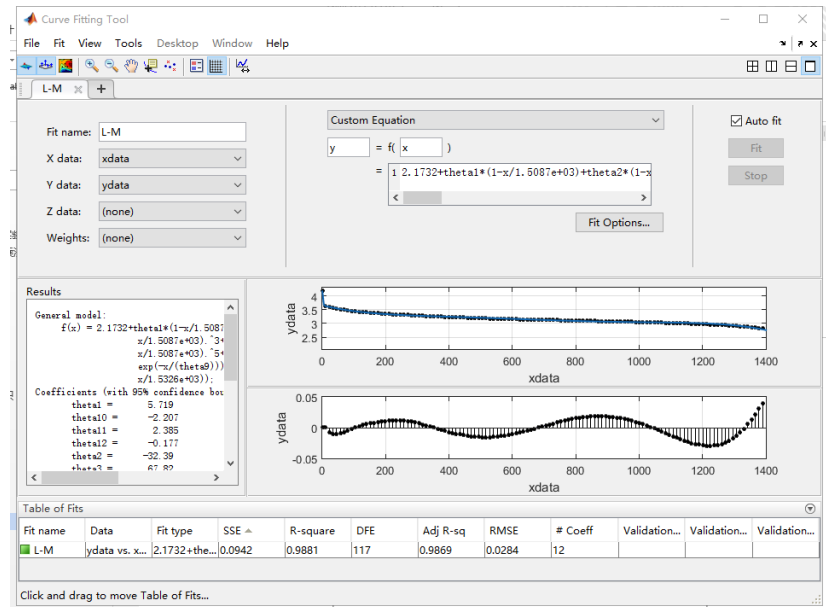 Curve Fitting Tool
File Fit View Tools Desktop Window Help
L-M
Fit name: L-M
X data: xdata
Y data: ydata
Z data: (none)
Weights: (none)
Custom Equation
y = f( x )
= 1 2.1732+theta1*(1-x/1.5087e+03)+theta2*(1-x
Fit Options...
Auto fit
Fit
Stop
Results
General model:
f(x) = 2.1732+theta1*(1-x/1.5087
x/1.5087e+03).^3+
x/1.5087e+03).^5+
exp(-x/(theta9)))
x/1.5326e+03));
Coefficients (with 95% confidence bou
theta1 = 5.719
theta10 = -2.207
theta11 = 2.385
theta12 = -0.177
theta2 = -32.39
theta3 = 67.82
ydata
4
3.5
3
2.5
0 200 400 600 800 1000 1200 1400
xdata
ydata
0.05
0
-0.05
0 200 400 600 800 1000 1200 1400
xdata
Table of Fits
Fit name Data Fit type SSE R-square DFE Adj R-sq RMSE # Coeff Validation... Validation... Validation...
L-M ydata vs. x... 2.1732+the... 0.0942 0.9881 117 0.9869 0.0284 12
Click and drag to move Table of Fits...